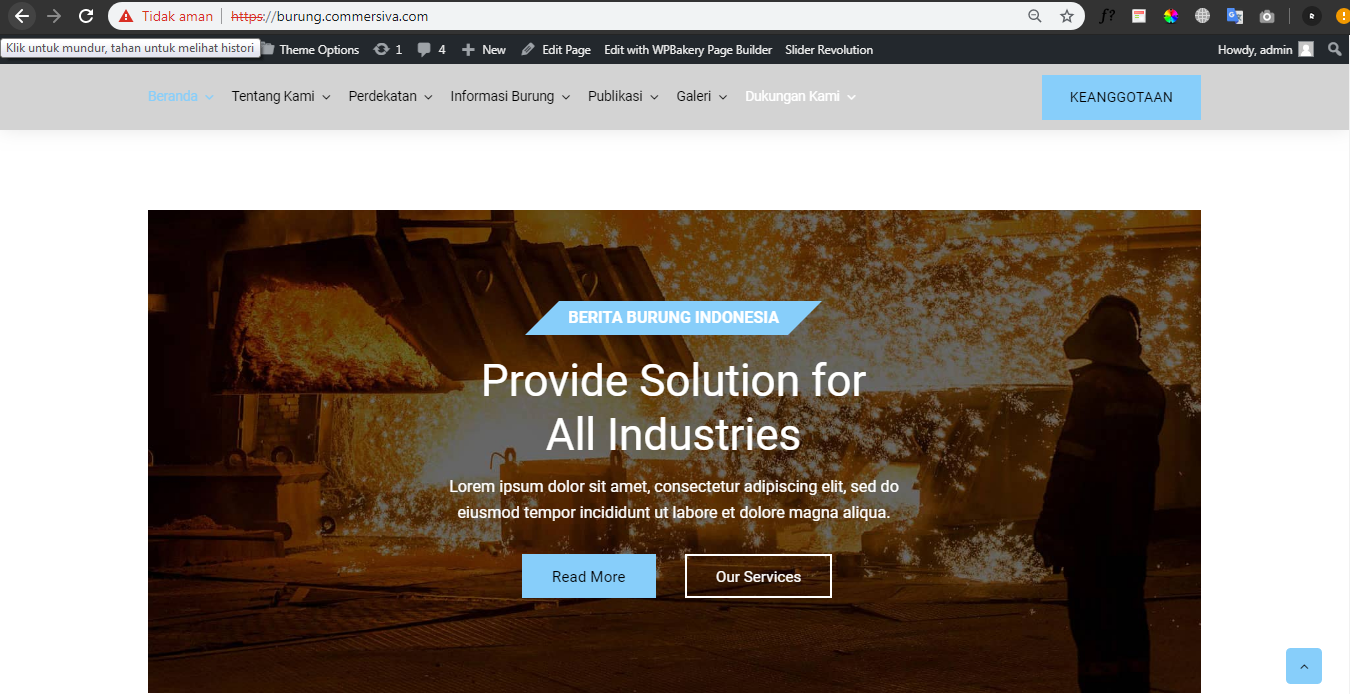 Tidak aman | https://burung.commersiva.com
f?
Klik untuk mundur, tahan untuk melihat histori
Theme Options 1 4 New Edit Page Edit with WPBakery Page Builder Slider Revolution Howdy, admin
Beranda Tentang Kami Perdekatan Informasi Burung Publikasi Galeri Dukungan Kami KEANGGOTAAN
BERITA BURUNG INDONESIA
Provide Solution for
All Industries
Lorem ipsum dolor sit amet, consectetur adipiscing elit, sed do
eiusmod tempor incididunt ut labore et dolore magna aliqua.
Read More Our Services